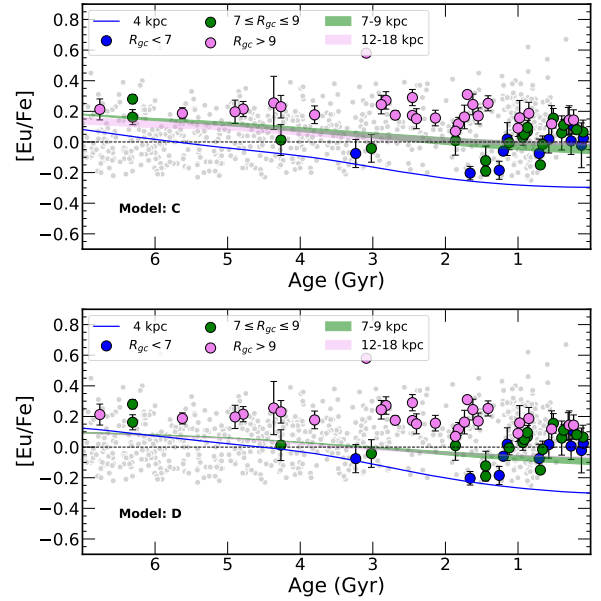 0.8
0.6
0.4
0.2
0.0
−0.2
−0.4
−0.6
[Eu/Fe]
4 kpc
R_gc < 7
7 ≤ R_gc ≤ 9
R_gc > 9
7-9 kpc
12-18 kpc
Model: C
6 5 4 3 2 1
Age (Gyr)
0.8
0.6
0.4
0.2
0.0
−0.2
−0.4
−0.6
[Eu/Fe]
4 kpc
R_gc < 7
7 ≤ R_gc ≤ 9
R_gc > 9
7-9 kpc
12-18 kpc
Model: D
6 5 4 3 2 1
Age (Gyr)